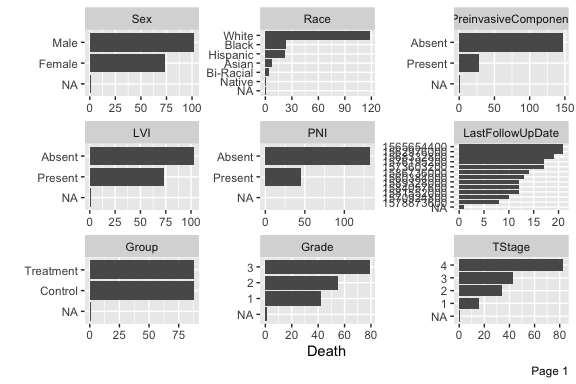 Sex
Male
Female
NA
0 25 50 75 100
Race
White
Black
Hispanic
Asian
Bi-Racial
Native
NA
0 30 60 90 120
PreinvasiveComponent
Absent
Present
NA
0 50 100 150
LVI
Absent
Present
NA
0 25 50 75 100
PNI
Absent
Present
NA
0 50 100
LastFollowUpDate
1565654400
NA
0 5 10 15 20
Group
Treatment
Control
NA
0 25 50 75
Grade
3
2
1
NA
0 20 40 60 80
TStage
4
3
2
1
NA
0 20 40 60 80
Death
Page 1